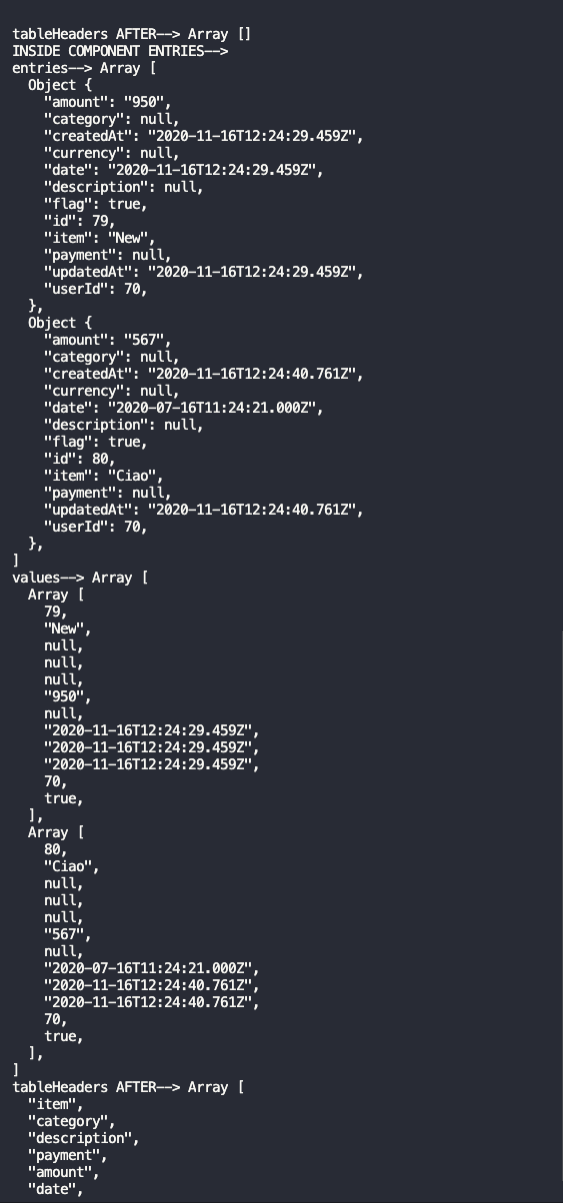 tableHeaders AFTER--> Array []
INSIDE COMPONENT ENTRIES-->
entries--> Array [
  Object {
    "amount": "950",
    "category": null,
    "createdAt": "2020-11-16T12:24:29.459Z",
    "currency": null,
    "date": "2020-11-16T12:24:29.459Z",
    "description": null,
    "flag": true,
    "id": 79,
    "item": "New",
    "payment": null,
    "updatedAt": "2020-11-16T12:24:29.459Z",
    "userId": 70,
  },
  Object {
    "amount": "567",
    "category": null,
    "createdAt": "2020-11-16T12:24:40.761Z",
    "currency": null,
    "date": "2020-07-16T11:24:21.000Z",
    "description": null,
    "flag": true,
    "id": 80,
    "item": "Ciao",
    "payment": null,
    "updatedAt": "2020-11-16T12:24:40.761Z",
    "userId": 70,
  },
]
values--> Array [
  Array [
    79,
    "New",
    null,
    null,
    null,
    "950",
    null,
    "2020-11-16T12:24:29.459Z",
    "2020-11-16T12:24:29.459Z",
    "2020-11-16T12:24:29.459Z",
    70,
    true,
  ],
  Array [
    80,
    "Ciao",
    null,
    null,
    null,
    "567",
    null,
    "2020-07-16T11:24:21.000Z",
    "2020-11-16T12:24:40.761Z",
    "2020-11-16T12:24:40.761Z",
    70,
    true,
  ],
]
tableHeaders AFTER--> Array [
  "item",
  "category",
  "description",
  "payment",
  "amount",
  "date",